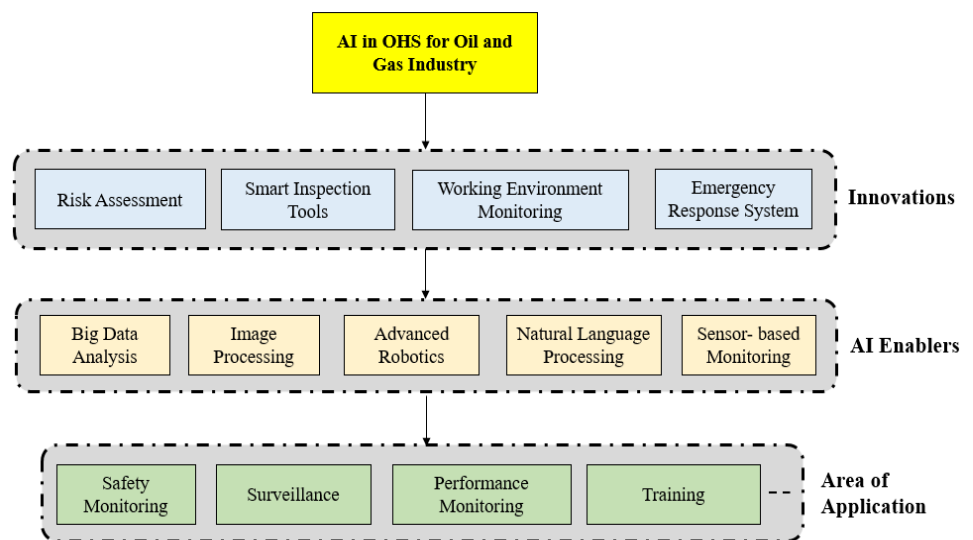 AI in OHS for Oil and
Gas Industry
Risk Assessment
Smart Inspection
Tools
Working Environment
Monitoring
Emergency
Response System
Innovations
Big Data
Analysis
Image
Processing
Advanced
Robotics
Natural Language
Processing
Sensor- based
Monitoring
AI Enablers
Safety
Monitoring
Surveillance
Performance
Monitoring
Training
Area of
Application